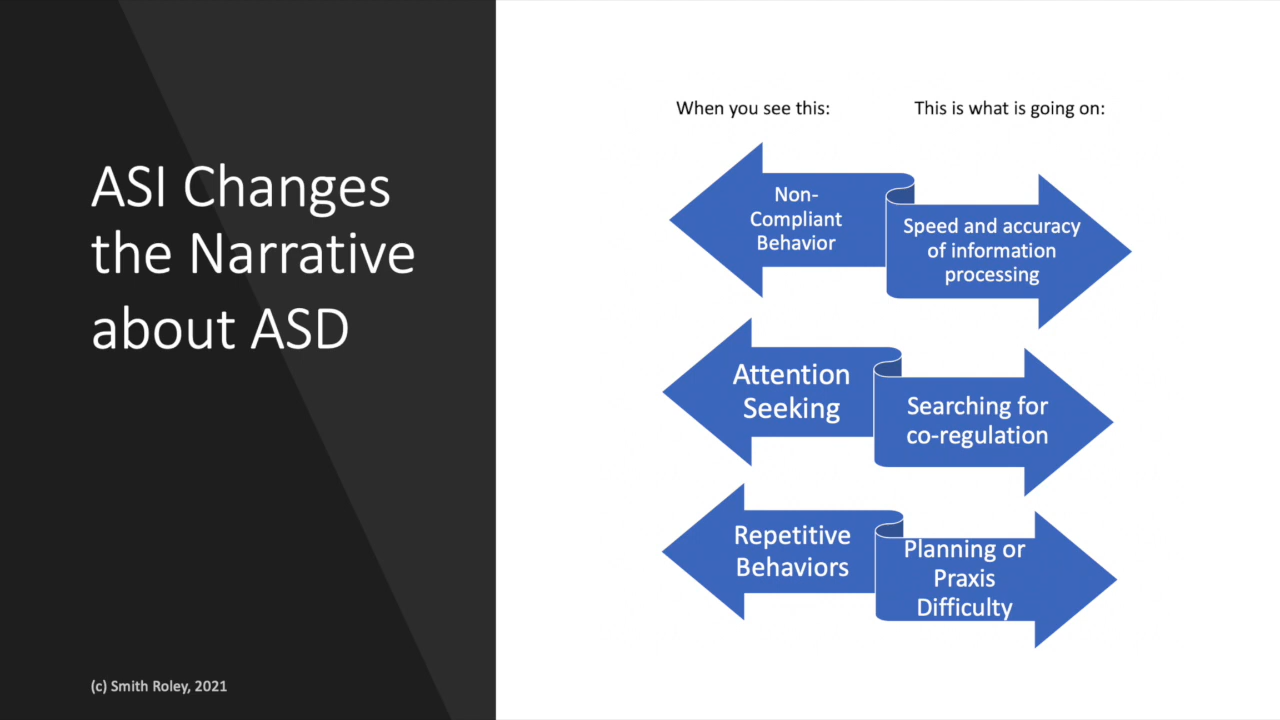 ASI Changes
the Narrative
about ASD
(c) Smith Roley, 2021
When you see this:
This is what is going on:
Non-
Compliant
Behavior
Speed and accuracy
of information
processing
Attention
Seeking
Searching for
co-regulation
Repetitive
Behaviors
Planning or
Praxis
Difficulty